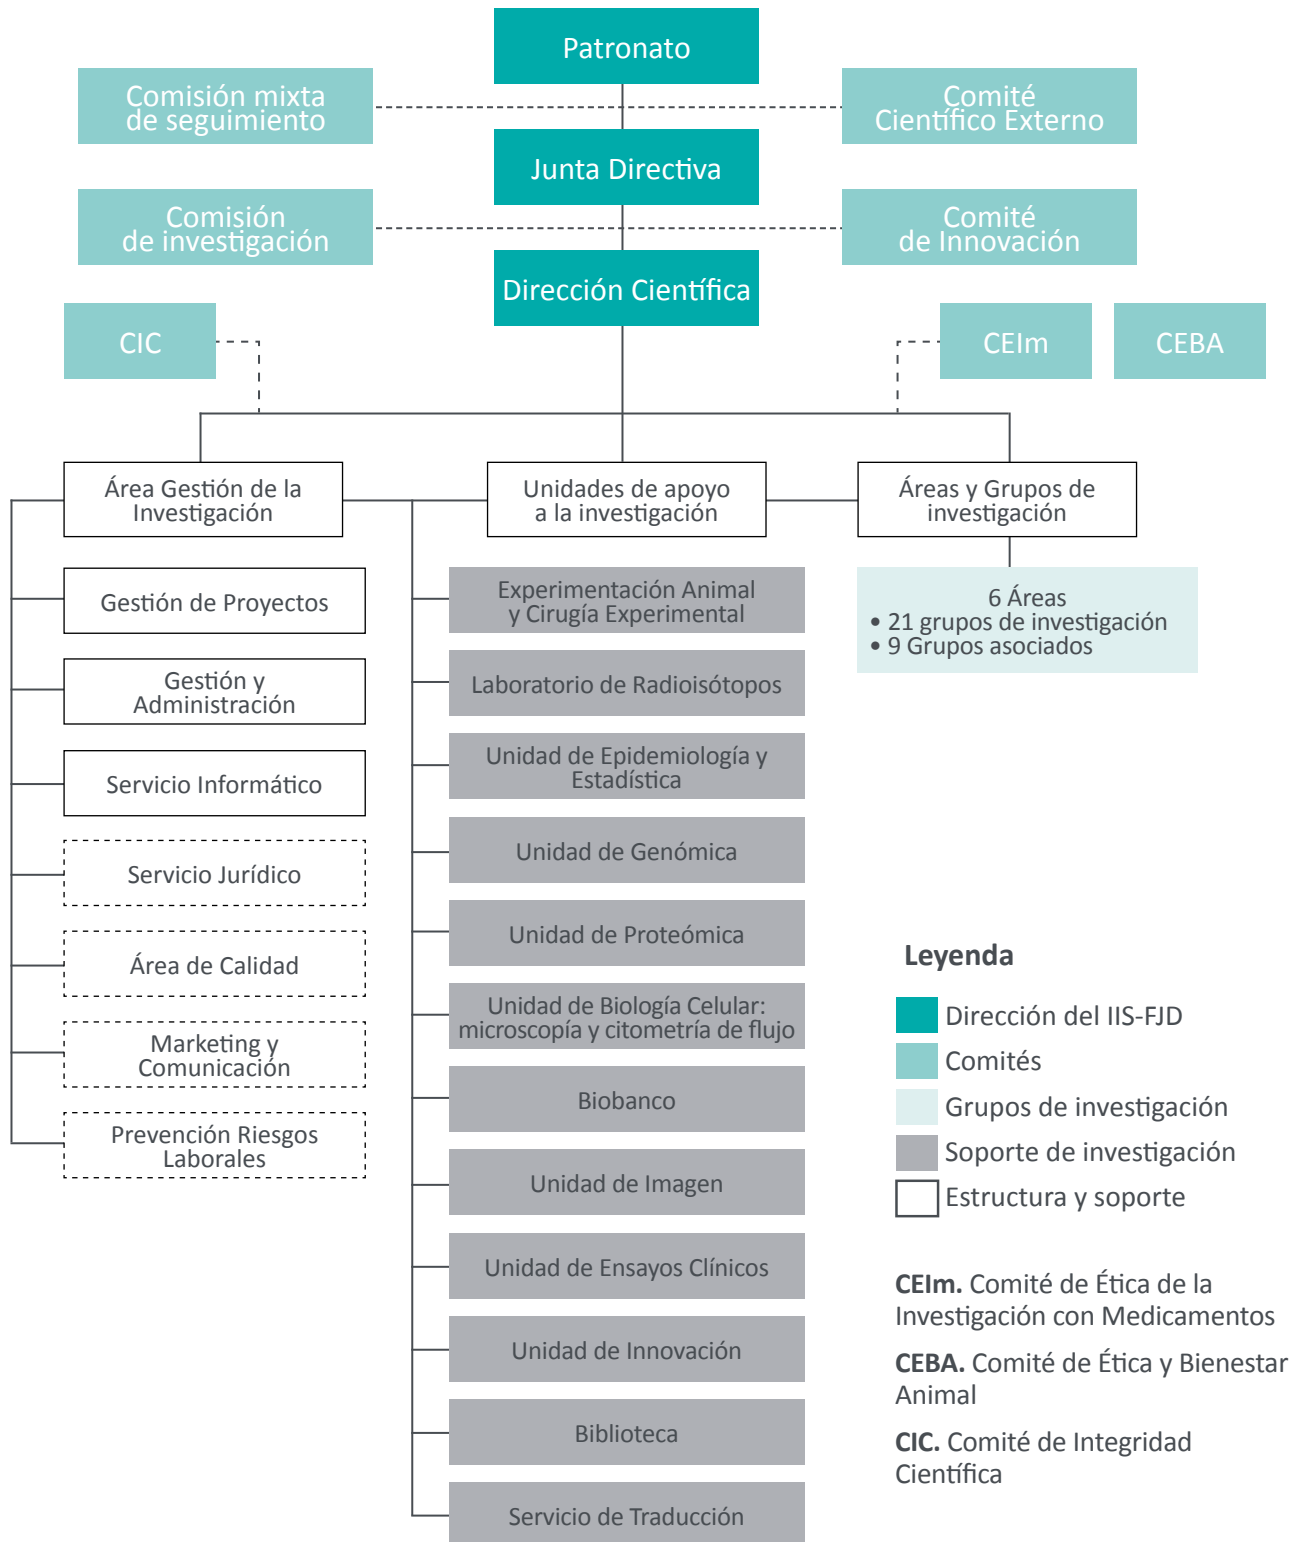 Patronato
Comisión mixta
de seguimiento
Comité
Científico Externo
Junta Directiva
Comisión
de investigación
Comité
de Innovación
Dirección Científica
CIC
CEIm
CEBA
Área Gestión de la
Investigación
Unidades de apoyo
a la investigación
Áreas y Grupos de
investigación
Gestión de Proyectos
Gestión y
Administración
Servicio Informático
Servicio Jurídico
Área de Calidad
Marketing y
Comunicación
Prevención Riesgos
Laborales
Experimentación Animal
y Cirugía Experimental
Laboratorio de Radioisótopos
Unidad de Epidemiología y
Estadística
Unidad de Genómica
Unidad de Proteómica
Unidad de Biología Celular:
microscopía y citometría de flujo
Biobanco
Unidad de Imagen
Unidad de Ensayos Clínicos
Unidad de Innovación
Biblioteca
Servicio de Traducción
6 Áreas
• 21 grupos de investigación
• 9 Grupos asociados
Leyenda
Dirección del IIS-FJD
Comités
Grupos de investigación
Soporte de investigación
Estructura y soporte
CEIm. Comité de Ética de la
Investigación con Medicamentos
CEBA. Comité de Ética y Bienestar
Animal
CIC. Comité de Integridad
Científica